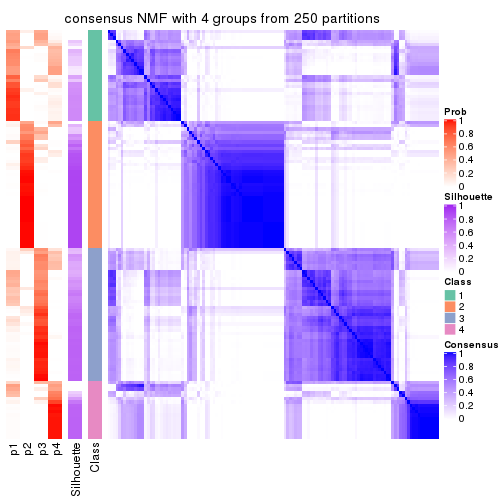 consensus NMF with 4 groups from 250 partitions
Prob
1
0.8
0.6
0.4
0.2
0
Silhouette
1
0.8
0.6
0.4
0.2
0
Class
1
2
3
4
Consensus
1
0.8
0.6
0.4
0.2
0
p1
p2
p3
p4
Silhouette
Class